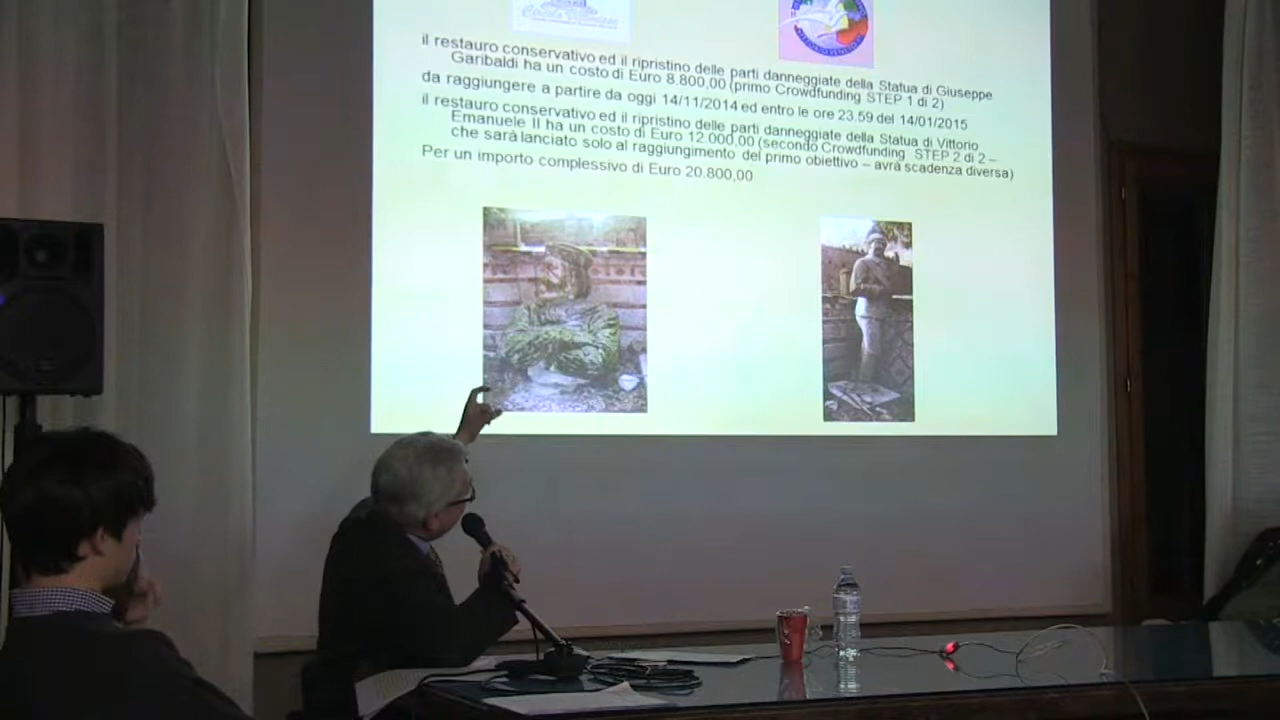 il restauro conservativo ed il ripristino delle parti danneggiate della Statua di Giuseppe
Garibaldi ha un costo di Euro 8.800,00 (primo Crowdfunding STEP 1 di 2)
da raggiungere a partire da oggi 14/11/2014 ed entro le ore 23.59 del 14/01/2015
il restauro conservativo ed il ripristino delle parti danneggiate della Statua di Vittorio
Emanuele II ha un costo di Euro 12.000,00 (secondo Crowdfunding STEP 2 di 2 –
che sarà lanciato solo al raggiungimento del primo obiettivo – avrà scadenza diversa)
Per un importo complessivo di Euro 20.800,00